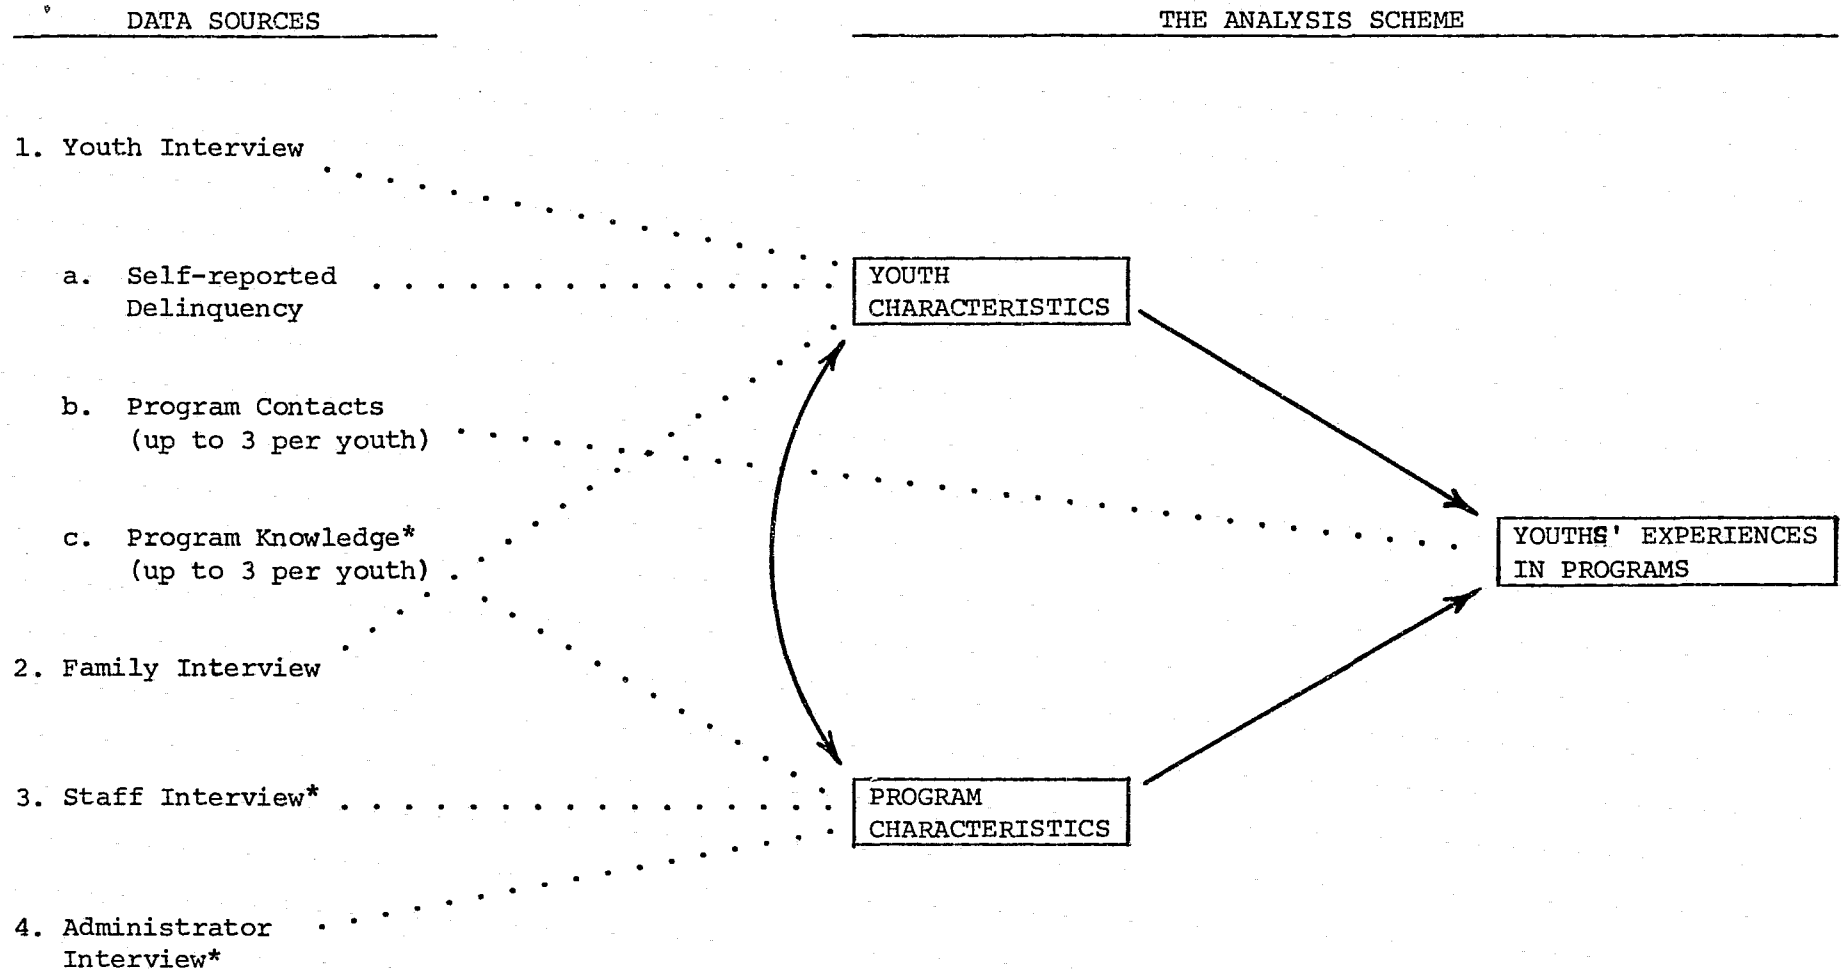 DATA SOURCES
THE ANALYSIS SCHEME
1. Youth Interview
a. Self-reported
Delinquency
b. Program Contacts
(up to 3 per youth)
c. Program Knowledge*
(up to 3 per youth)
2. Family Interview
3. Staff Interview*
4. Administrator
Interview*
YOUTH
CHARACTERISTICS
PROGRAM
CHARACTERISTICS
YOUTHS' EXPERIENCES
IN PROGRAMS